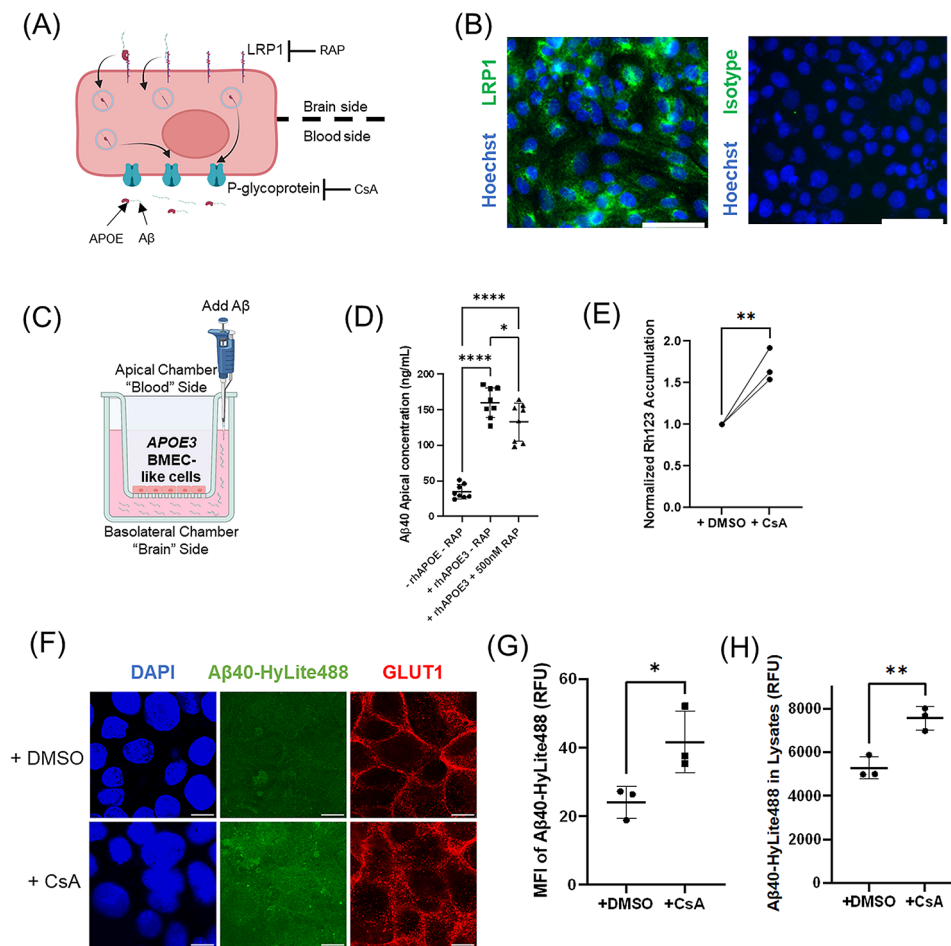 (A)
LRP1
RAP
Brain side
Blood side
P-glycoprotein
CsA
APOE
Aβ
(B)
Hoechst LRP1
Hoechst Isotype
(C)
Add Aβ
Apical Chamber
“Blood” Side
APOE3
BMEC-
like cells
Basolateral Chamber
“Brain” Side
(D)
****
****
*
Aβ40 Apical concentration (ng/mL)
200
150
100
50
0
- rhAPOE - RAP
+ rhAPOE3 - RAP
+ rhAPOE3 + 500nM RAP
(E)
**
Normalized Rh123 Accumulation
2.0
1.5
1.0
0.5
0.0
+ DMSO
+ CsA
(F)
DAPI
Aβ40-HyLite488
GLUT1
+ DMSO
+ CsA
(G)
*
MFI of Aβ40-HyLite488 (RFU)
60
40
20
0
+DMSO
+CsA
(H)
**
Aβ40-HyLite488 in Lysates (RFU)
8000
6000
4000
2000
0
+DMSO
+CsA